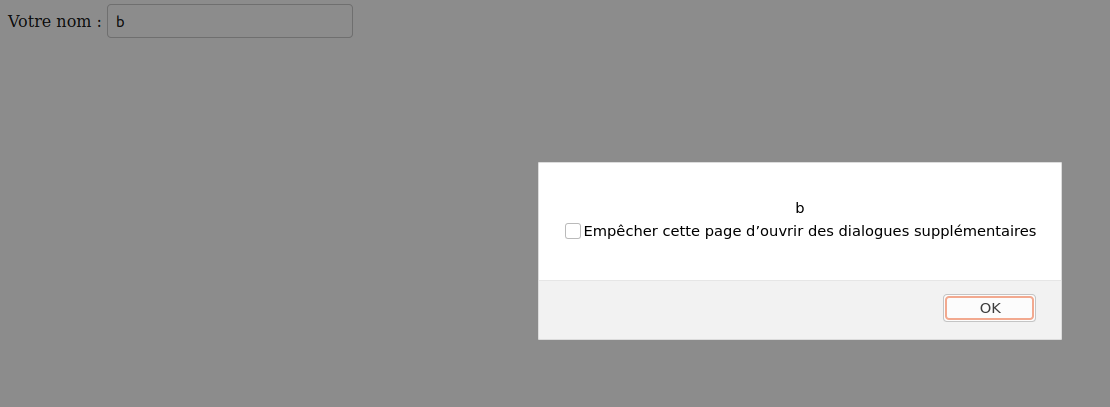 Votre nom : b
b
Empêcher cette page d’ouvrir des dialogues supplémentaires
OK